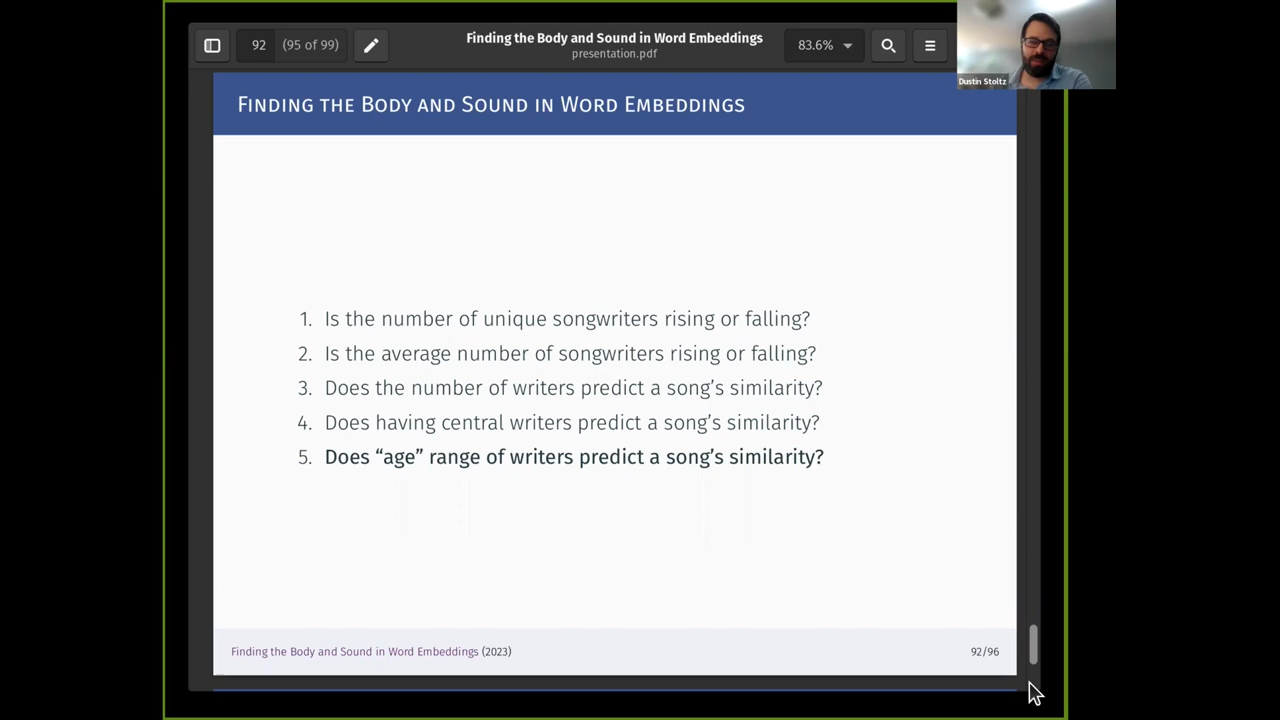 92 (95 of 99)
Finding the Body and Sound in Word Embeddings
presentation.pdf
83.6%
Dustin Stoltz
Finding the Body and Sound in Word Embeddings
1. Is the number of unique songwriters rising or falling?
2. Is the average number of songwriters rising or falling?
3. Does the number of writers predict a song’s similarity?
4. Does having central writers predict a song’s similarity?
5. Does “age” range of writers predict a song’s similarity?
Finding the Body and Sound in Word Embeddings (2023)
92/96